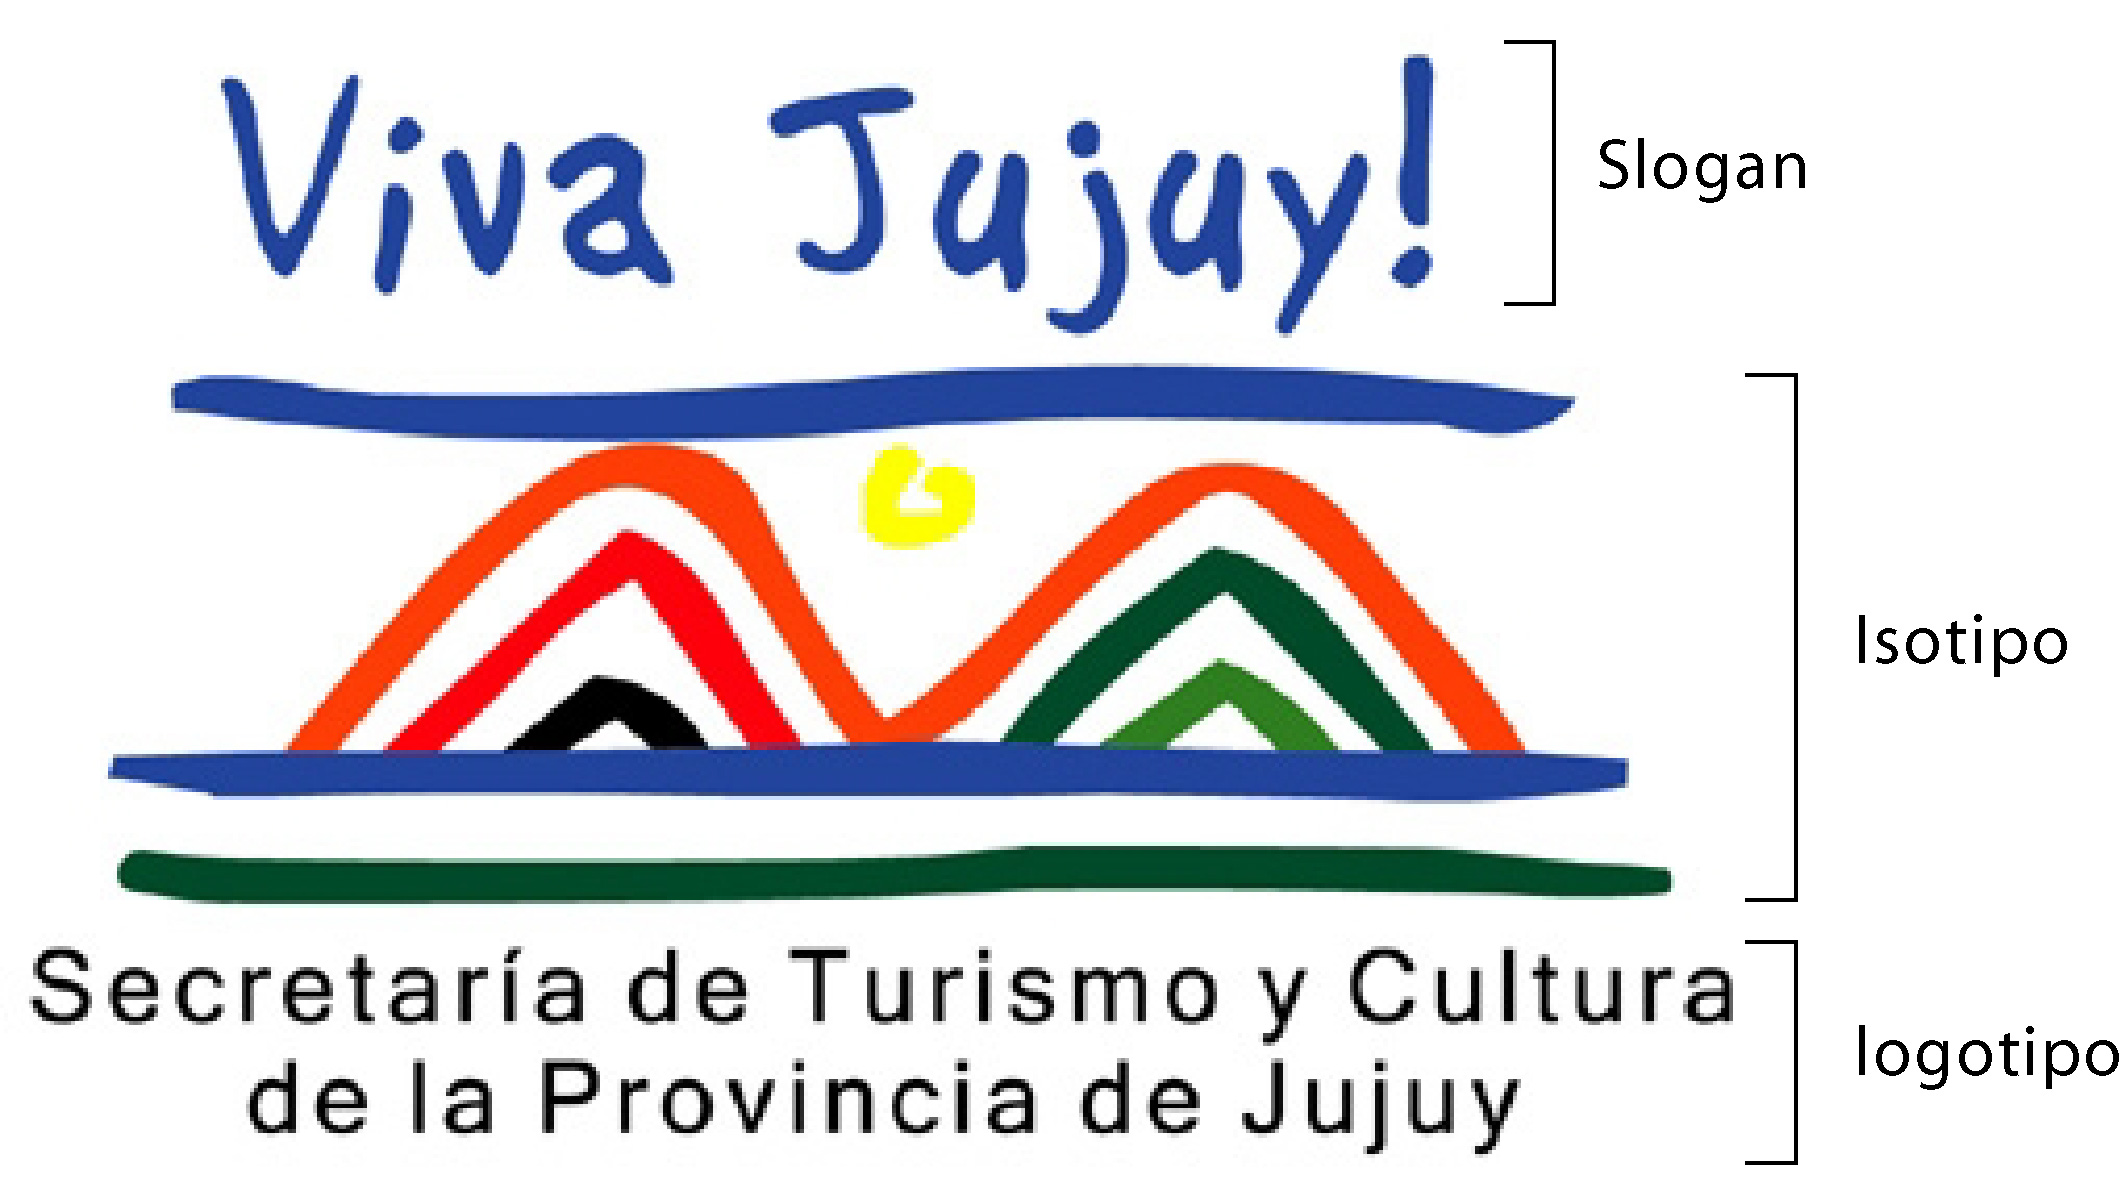 Viva Jujuy!
Slogan
Isotipo
Secretaría de Turismo y Cultura
de la Provincia de Jujuy
logotipo